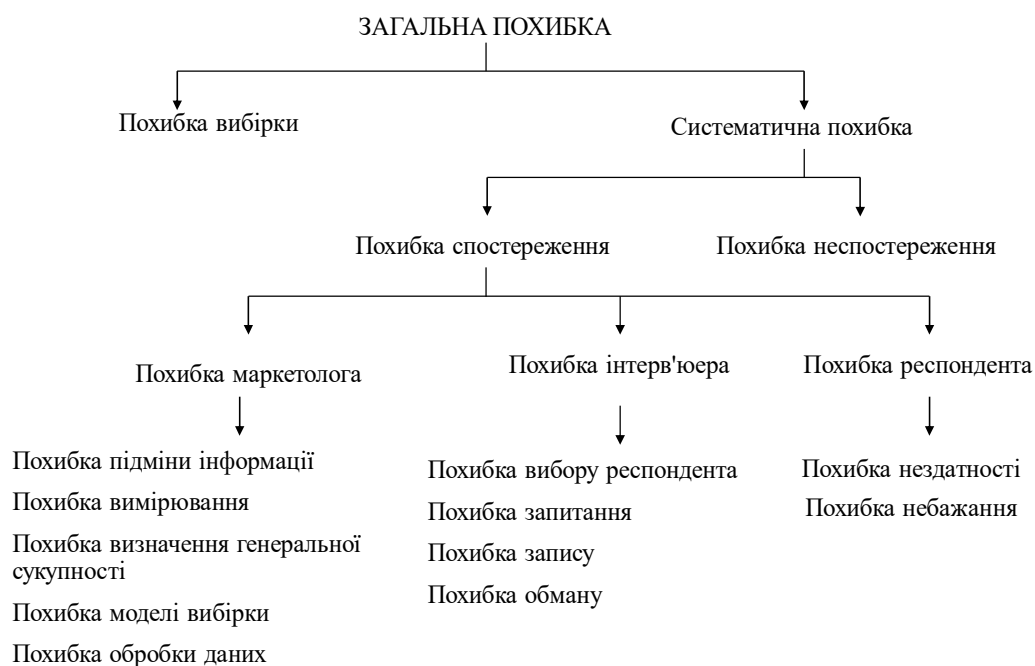 ЗАГАЛЬНА ПОХИБКА
Похибка вибірки
Систематична похибка
Похибка спостереження
Похибка неспостереження
Похибка маркетолога
Похибка інтерв'юера
Похибка респондента
Похибка підміни інформації
Похибка вимірювання
Похибка визначення генеральної
сукупності
Похибка моделі вибірки
Похибка обробки даних
Похибка вибору респондента
Похибка запитання
Похибка запису
Похибка обману
Похибка нездатності
Похибка небажання